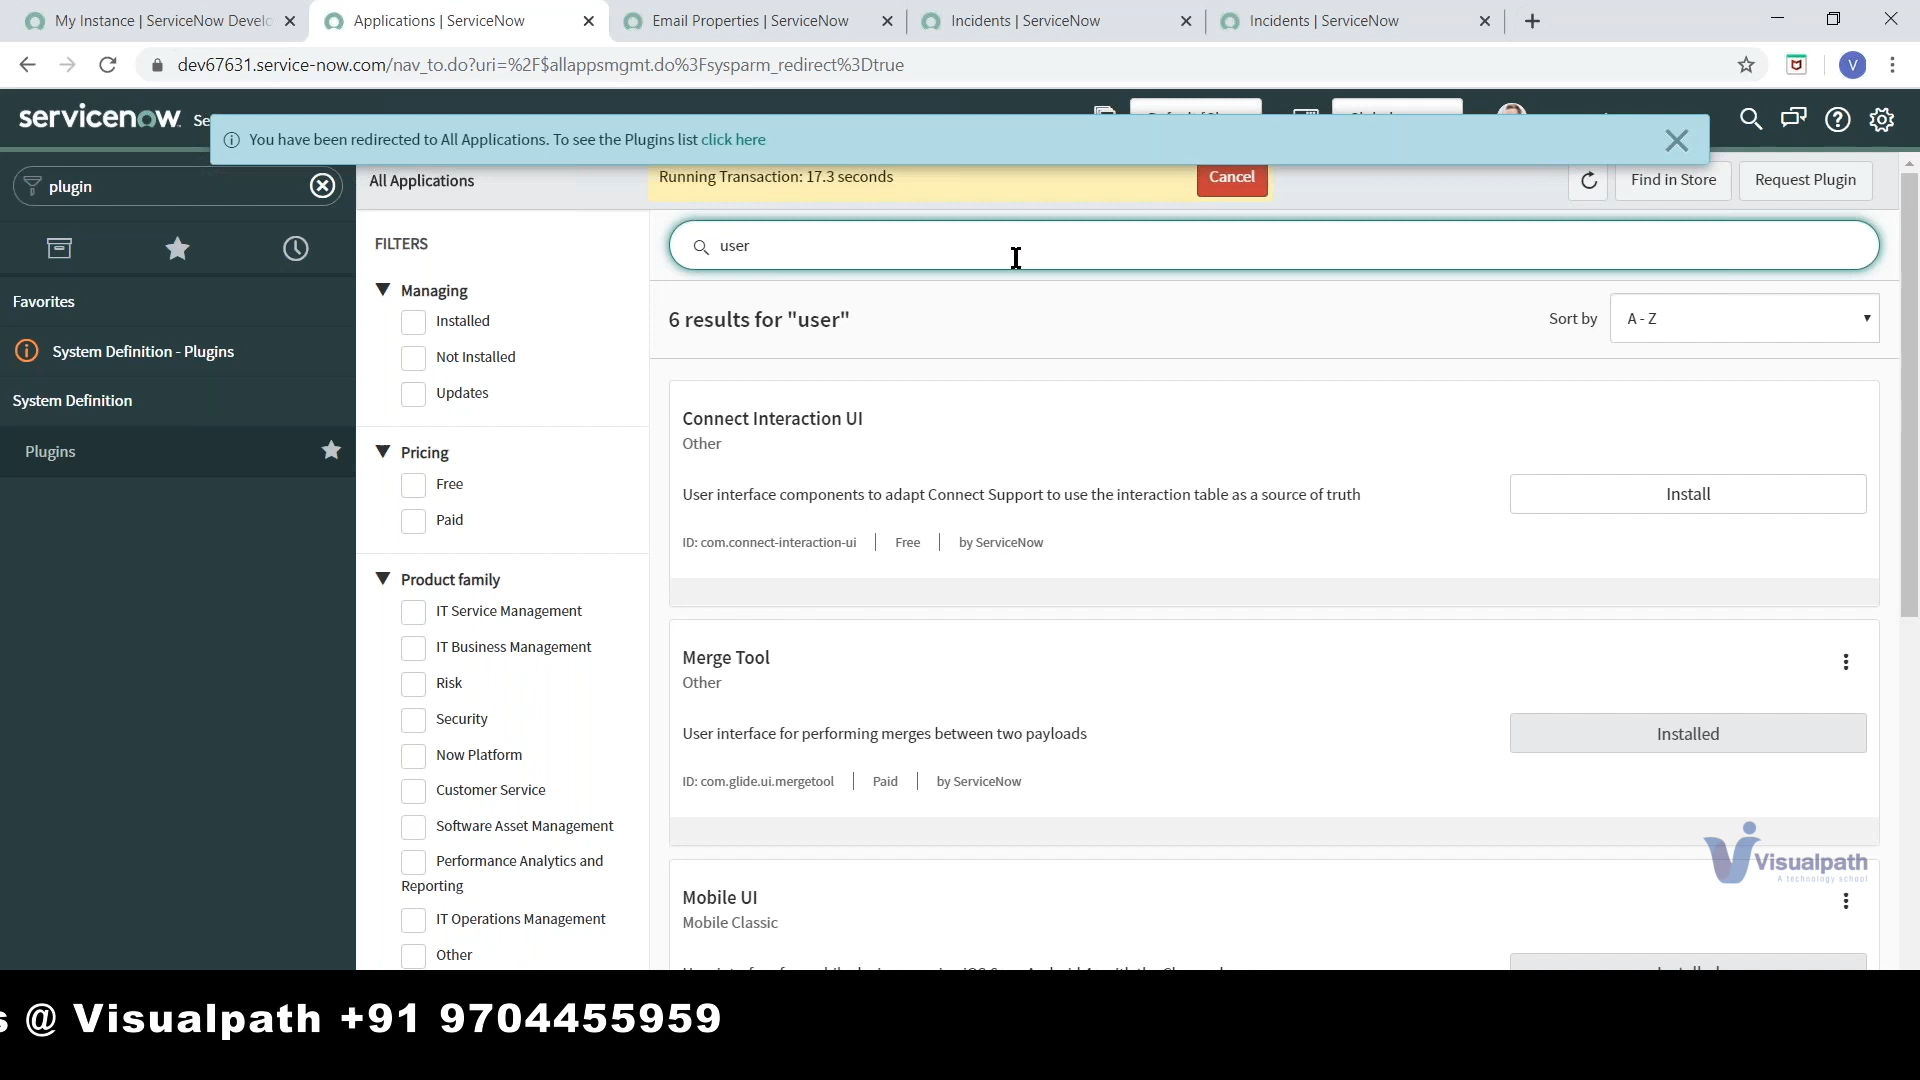 My Instance | ServiceNow Develo
Applications | ServiceNow
Email Properties | ServiceNow
Incidents | ServiceNow
Incidents | ServiceNow
dev67631.service-now.com/nav_to.do?uri=%2F$allappsmgmt.do%3Fsysparm_redirect%3Dtrue
V
servicenow
Se
You have been redirected to All Applications. To see the Plugins list click here
plugin
All Applications
Running Transaction: 17.3 seconds
Cancel
Find in Store
Request Plugin
Favorites
System Definition - Plugins
System Definition
Plugins
FILTERS
Managing
Installed
Not Installed
Updates
Pricing
Free
Paid
Product family
IT Service Management
IT Business Management
Risk
Security
Now Platform
Customer Service
Software Asset Management
Performance Analytics and
Reporting
IT Operations Management
Other
user
6 results for "user"
Sort by
A - Z
Connect Interaction UI
Other
User interface components to adapt Connect Support to use the interaction table as a source of truth
Install
ID: com.connect-interaction-ui
Free
by ServiceNow
Merge Tool
Other
User interface for performing merges between two payloads
Installed
ID: com.glide.ui.mergetool
Paid
by ServiceNow
Mobile UI
Mobile Classic
Visualpath
A technology school
s @ Visualpath +91 9704455959